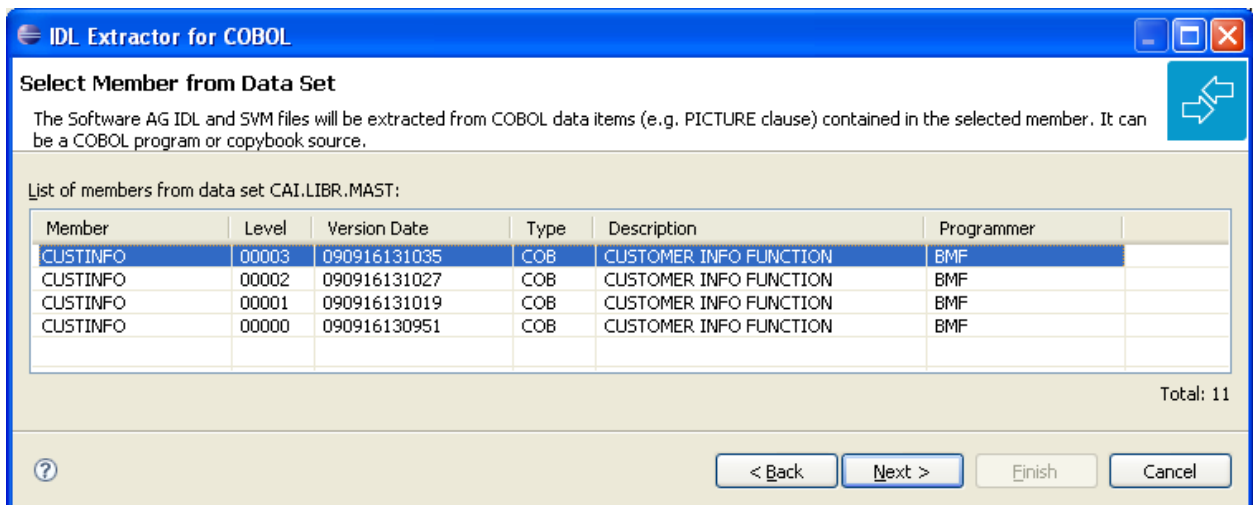 IDL Extractor for COBOL
Select Member from Data Set
The Software AG IDL and SVM files will be extracted from COBOL data items (e.g. PICTURE clause) contained in the selected member. It can
be a COBOL program or copybook source.
List of members from data set CAI.LIBR.MAST:
Member Level Version Date Type Description Programmer
CUSTINFO 00003 090916131035 COB CUSTOMER INFO FUNCTION BMF
CUSTINFO 00002 090916131027 COB CUSTOMER INFO FUNCTION BMF
CUSTINFO 00001 090916131019 COB CUSTOMER INFO FUNCTION BMF
CUSTINFO 00000 090916130951 COB CUSTOMER INFO FUNCTION BMF
Total: 11
? < Back Next > Finish Cancel